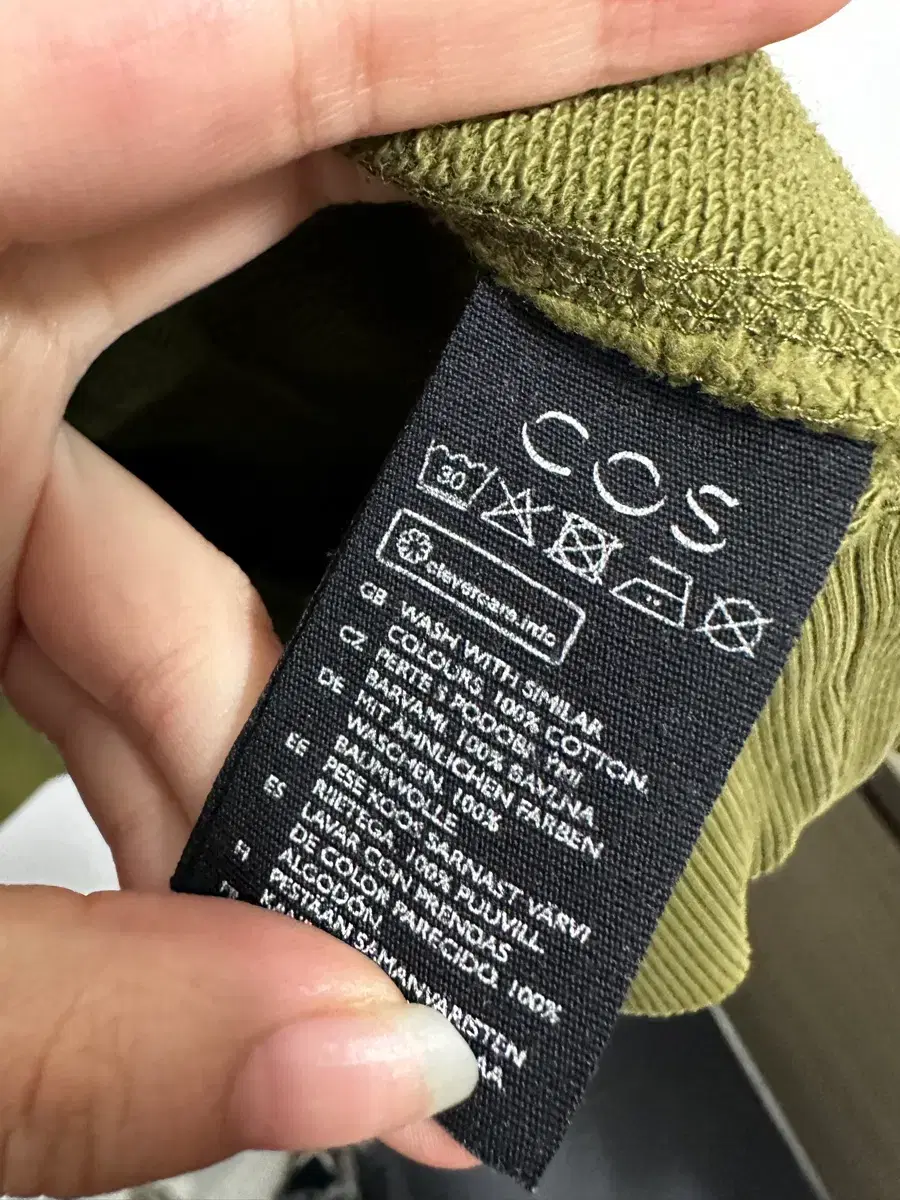 COS
30
clevercare.info
GB WASH WITH SIMILAR
COLOURS. 100% COTTON.
CZ PERTE S PODOBNÝMI
BARVAMI. 100% BAVLNA
DE MIT ÄHNLICHEN FARBEN
WASCHEN. 100%
BAUMWOLLE
EE PESE KOOS SARNAST VÄRVI
RIIETEGA. 100% PUUVILL
ES LAVAR CON PRENDAS
DE COLOR PARECIDO. 100%
ALGODÓN
FI PESTÄÄN SAMANVÄRISTEN